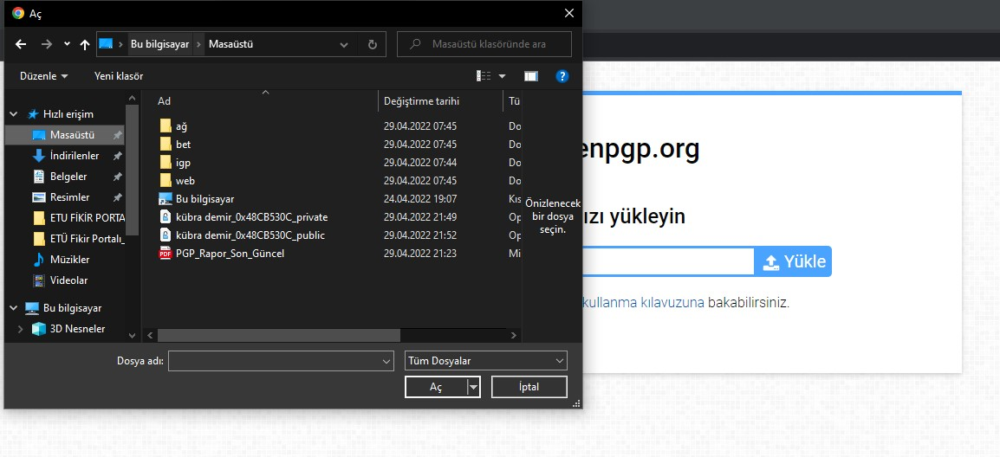 Aç
Bu bilgisayar
Masaüstü
Masaüstü klasöründe ara
Düzenle
Yeni klasör
?
Ad
Değiştirme tarihi
Tü
Hızlı erişim
Masaüstü
İndirilenler
Belgeler
Resimler
ETU FİKİR PORTA
ETÜ Fikir Portalı_
Müzikler
Videolar
Bu bilgisayar
3D Nesneler
ağ 29.04.2022 07:45 Do
bet 29.04.2022 07:45 Do
igp 29.04.2022 07:44 Do
web 29.04.2022 07:45 Do
Bu bilgisayar 24.04.2022 19:07 Kıs
kübra demir_0x48CB530C_private 29.04.2022 21:49 Op
kübra demir_0x48CB530C_public 29.04.2022 21:52 Op
PDF PGP_Rapor_Son_Güncel 29.04.2022 21:23 Mi
Önizlenecek
bir dosya
seçin.
Dosya adı:
Tüm Dosyalar
Aç
İptal
enpgp.org
ızı yükleyin
Yükle
kullanma kılavuzuna bakabilirsiniz.